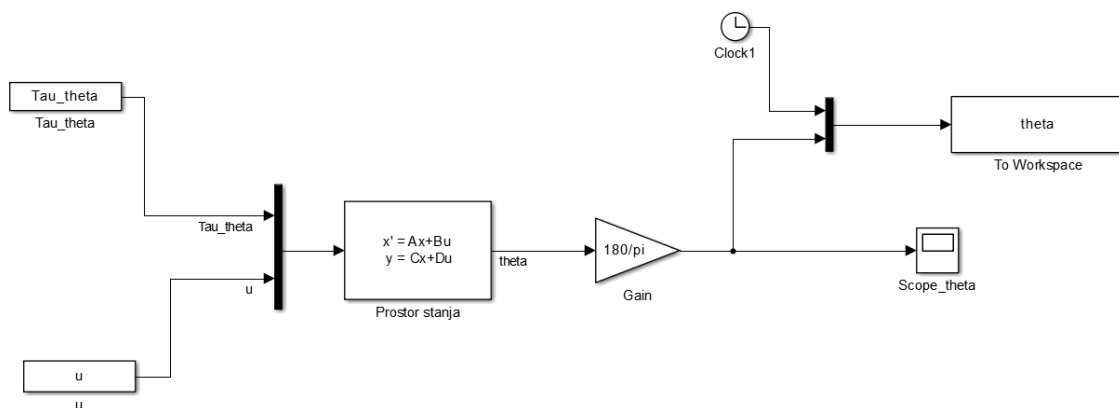 Clock1
Tau_theta
Tau_theta
theta
To Workspace
Tau_theta
x' = Ax+Bu
y = Cx+Du
theta
180/pi
u
Scope_theta
Gain
Prostor stanja
u
u